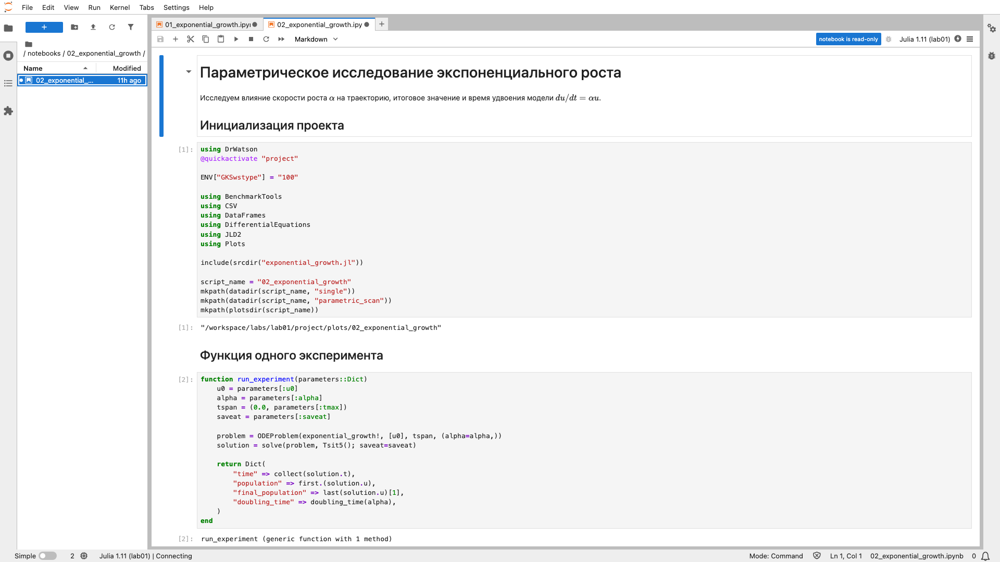 File Edit View Run Kernel Tabs Settings Help
01_exponential_growth.ipy
02_exponential_growth.ipy
Markdown
notebook is read-only
Julia 1.11 (lab01)
/ notebooks / 02_exponential_growth /
Name Modified
02_exponential_... 11h ago
Параметрическое исследование экспоненциального роста
Исследуем влияние скорости роста α на траекторию, итоговое значение и время удвоения модели du/dt = αu.
Инициализация проекта
[1]: using DrWatson
@quickactivate "project"
ENV["GKSwstype"] = "100"
using BenchmarkTools
using CSV
using DataFrames
using DifferentialEquations
using JLD2
using Plots
include(srcdir("exponential_growth.jl"))
script_name = "02_exponential_growth"
mkpath(datadir(script_name, "single"))
mkpath(datadir(script_name, "parametric_scan"))
mkpath(plotsdir(script_name))
[1]: "/workspace/labs/lab01/project/plots/02_exponential_growth"
Функция одного эксперимента
[2]: function run_experiment(parameters::Dict)
    u0 = parameters[:u0]
    alpha = parameters[:alpha]
    tspan = (0.0, parameters[:tmax])
    saveat = parameters[:saveat]
    problem = ODEProblem(exponential_growth!, [u0], tspan, (alpha=alpha,))
    solution = solve(problem, Tsit5(); saveat=saveat)
    return Dict(
        "time" => collect(solution.t),
        "population" => first.(solution.u),
        "final_population" => last(solution.u)[1],
        "doubling_time" => doubling_time(alpha),
    )
end
[2]: run_experiment (generic function with 1 method)
Simple 2 Julia 1.11 (lab01) | Connecting
Mode: Command Ln 1, Col 1 02_exponential_growth.ipynb 0